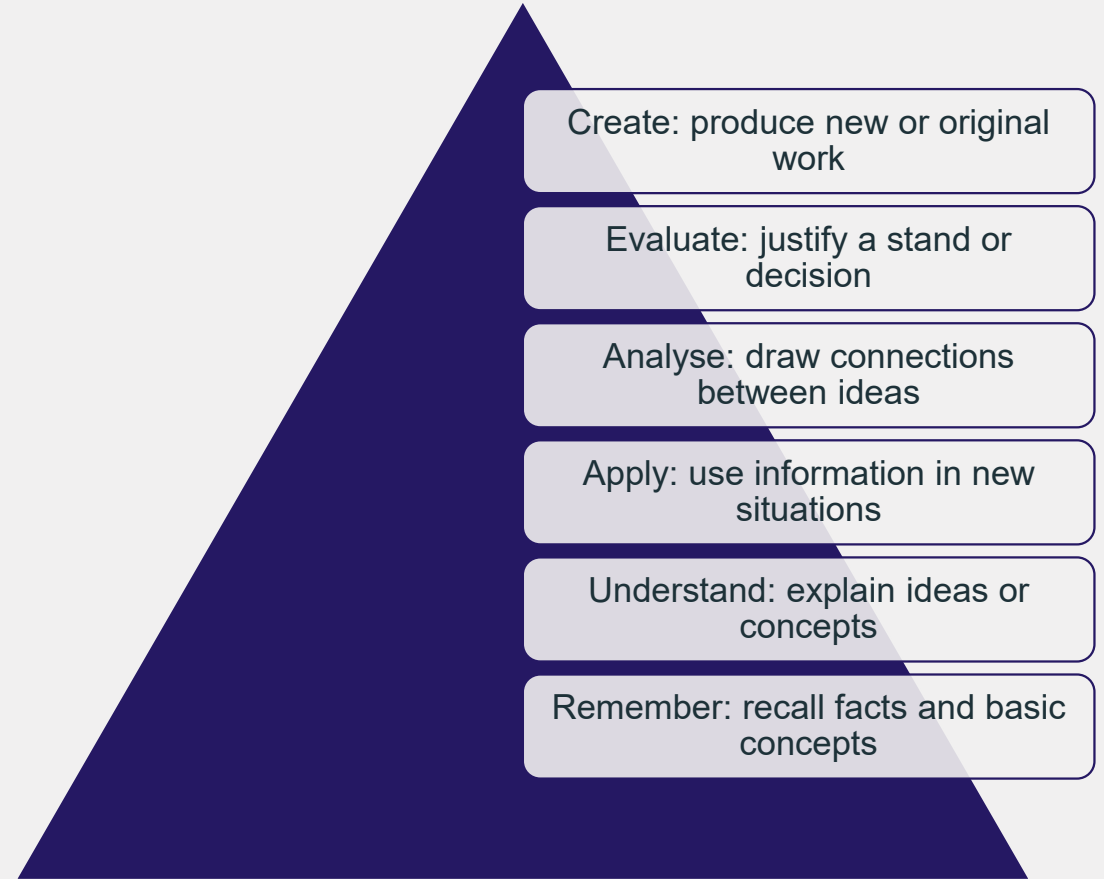 Create: produce new or original
work
Evaluate: justify a stand or
decision
Analyse: draw connections
between ideas
Apply: use information in new
situations
Understand: explain ideas or
concepts
Remember: recall facts and basic
concepts